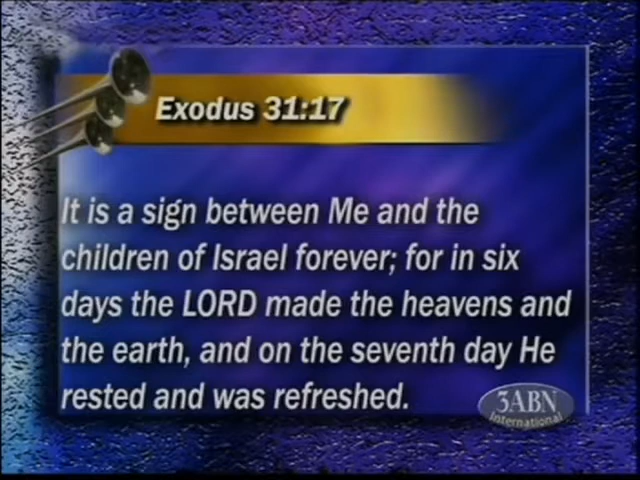 Exodus 31:17
It is a sign between Me and the
children of Israel forever; for in six
days the LORD made the heavens and
the earth, and on the seventh day He
rested and was refreshed.
3ABN
International